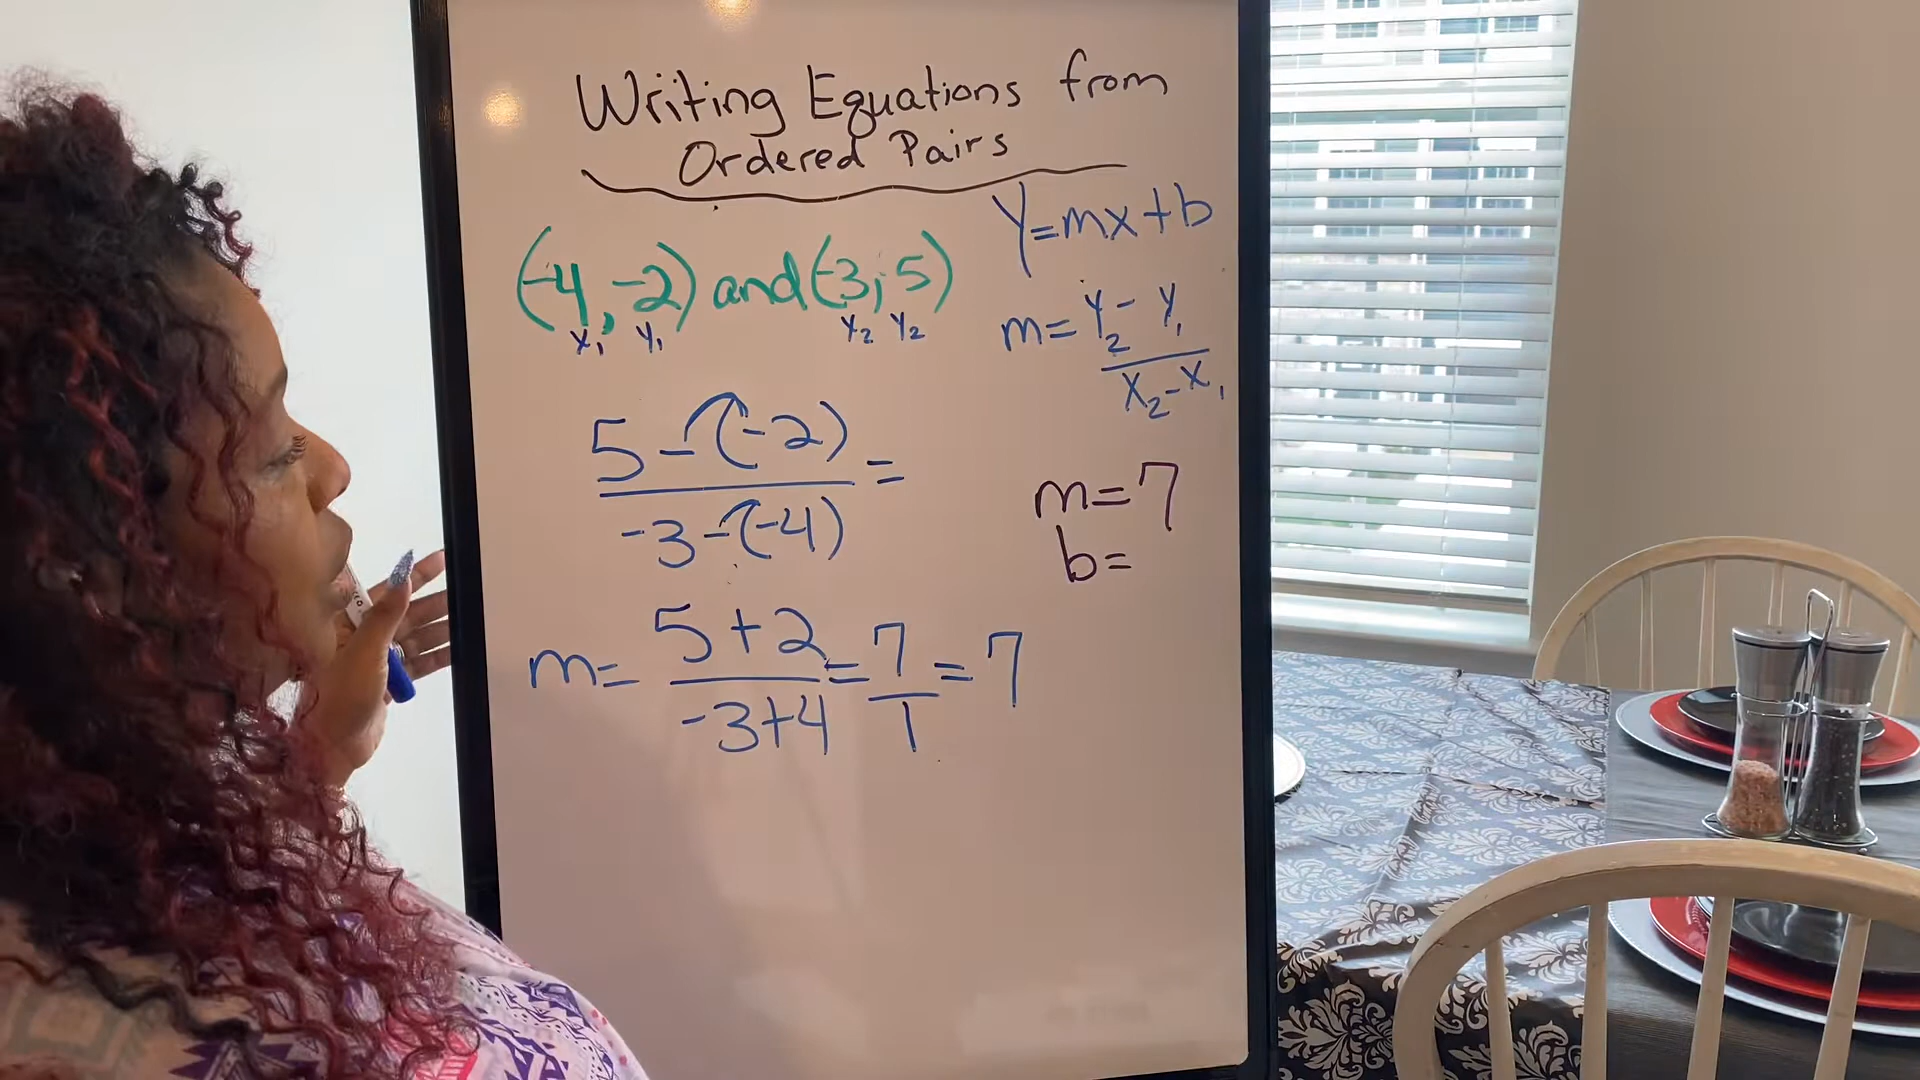 Writing Equations from
Ordered Pairs
y=mx+b
(-4, -2) and (-3, 5)
x₁ y₁ x₂ y₂
m= y₂ - y₁
x₂ - x₁
5-(-2)
=
-3-(-4)
m=7
b=
m= 5+2 = 7 = 7
-3+4 1